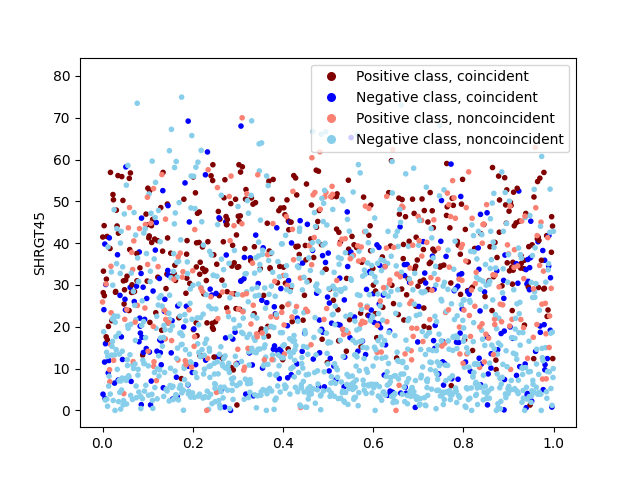 Positive class, coincident
Negative class, coincident
Positive class, noncoincident
Negative class, noncoincident
SHRGT45
80
70
60
50
40
30
20
10
0
0.0 0.2 0.4 0.6 0.8 1.0